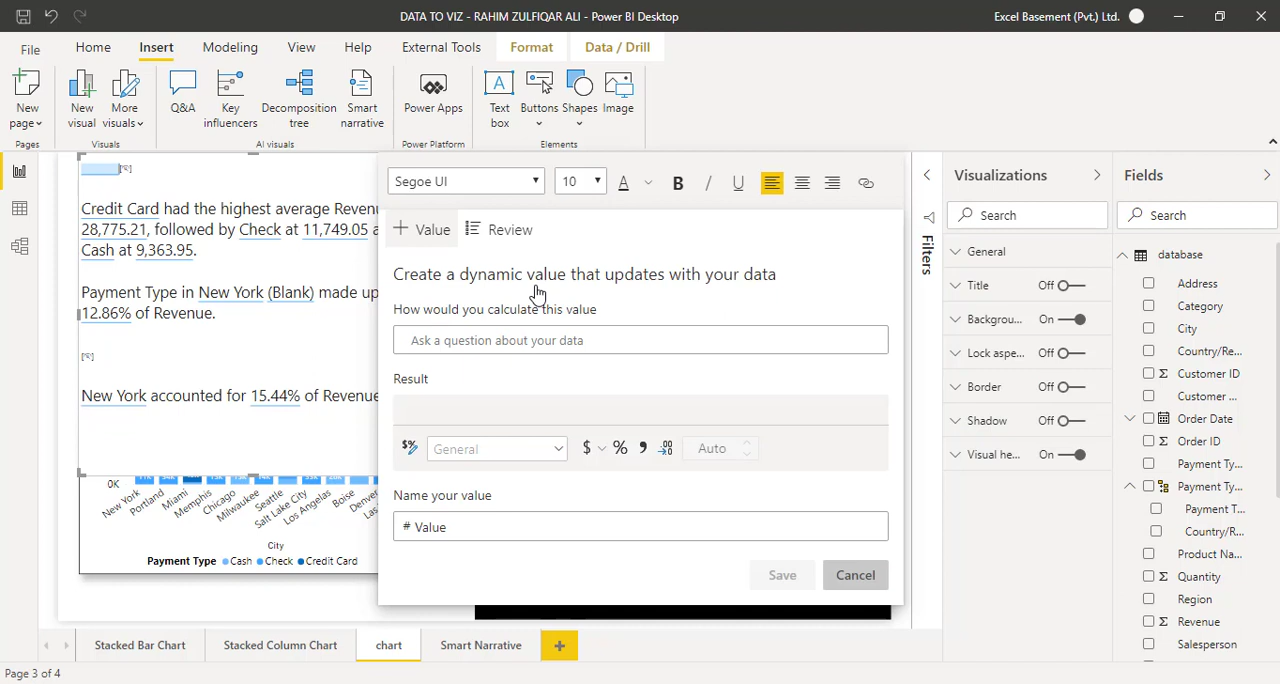 DATA TO VIZ - RAHIM ZULFIQAR ALI - Power BI Desktop
Excel Basement (Pvt.) Ltd.
File Home Insert Modeling View Help External Tools Format Data / Drill
New page
New visual
More visuals
Q&A
Key influencers
Decomposition tree
Smart narrative
Power Apps
Text box
Buttons
Shapes
Image
Pages Visuals AI visuals Power Platform Elements
Credit Card had the highest average Revenu
28,775.21, followed by Check at 11,749.05 a
Cash at 9,363.95.
Payment Type in New York (Blank) made up
12.86% of Revenue.
New York accounted for 15.44% of Revenue
0K
New York Portland Miami Memphis Chicago Milwaukee Seattle Salt Lake City Los Angelas Boise Denver
City
Payment Type Cash Check Credit Card
Segoe UI 10 A B / U
+ Value Review
Create a dynamic value that updates with your data
How would you calculate this value
Ask a question about your data
Result
General $ % , .00 Auto
Name your value
# Value
Save Cancel
Filters
Visualizations
Search
General
Title Off
Backgrou... On
Lock aspe... Off
Border Off
Shadow Off
Visual he... On
Fields
Search
database
Address
Category
City
Country/Re...
Customer ID
Customer ...
Order Date
Order ID
Payment Ty...
Payment Ty...
Payment T...
Country/R...
Product Na...
Quantity
Region
Revenue
Salesperson
Stacked Bar Chart Stacked Column Chart chart Smart Narrative +
Page 3 of 4